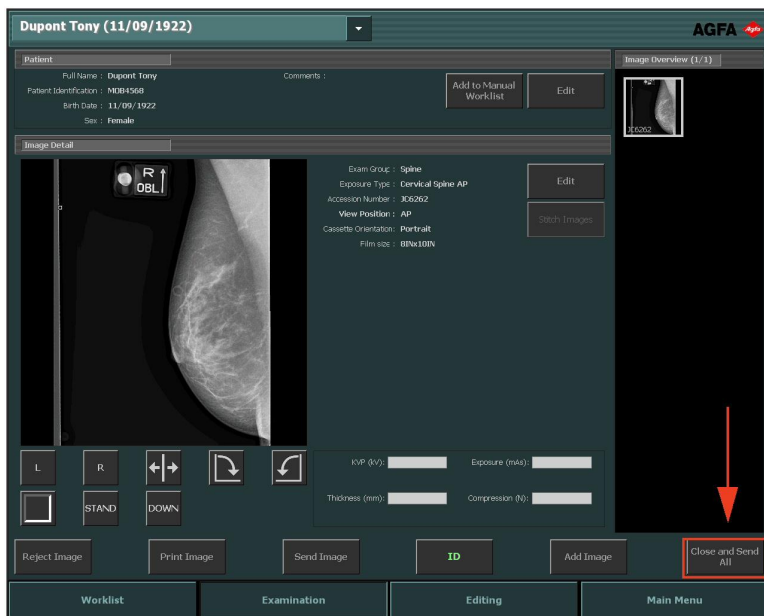 Dupont Tony (11/09/1922)
AGFA Agfa
Patient
Full Name : Dupont Tony
Comments :
Patient Identification : MOB4568
Birth Date : 11/09/1922
Sex : Female
Add to Manual
Worklist
Edit
Image Overview (1/1)
JC6262
Image Detail
R
OBL
Exam Group : Spine
Exposure Type : Cervical Spine AP
Accession Number : JC6262
View Position : AP
Cassette Orientation: Portrait
Film size : 8INx10IN
Edit
Stitch Images
L
R
STAND
DOWN
KVP (kV):
Exposure (mAs):
Thickness (mm):
Compression (N):
Reject Image
Print Image
Send Image
ID
Add Image
Close and Send
All
Worklist
Examination
Editing
Main Menu